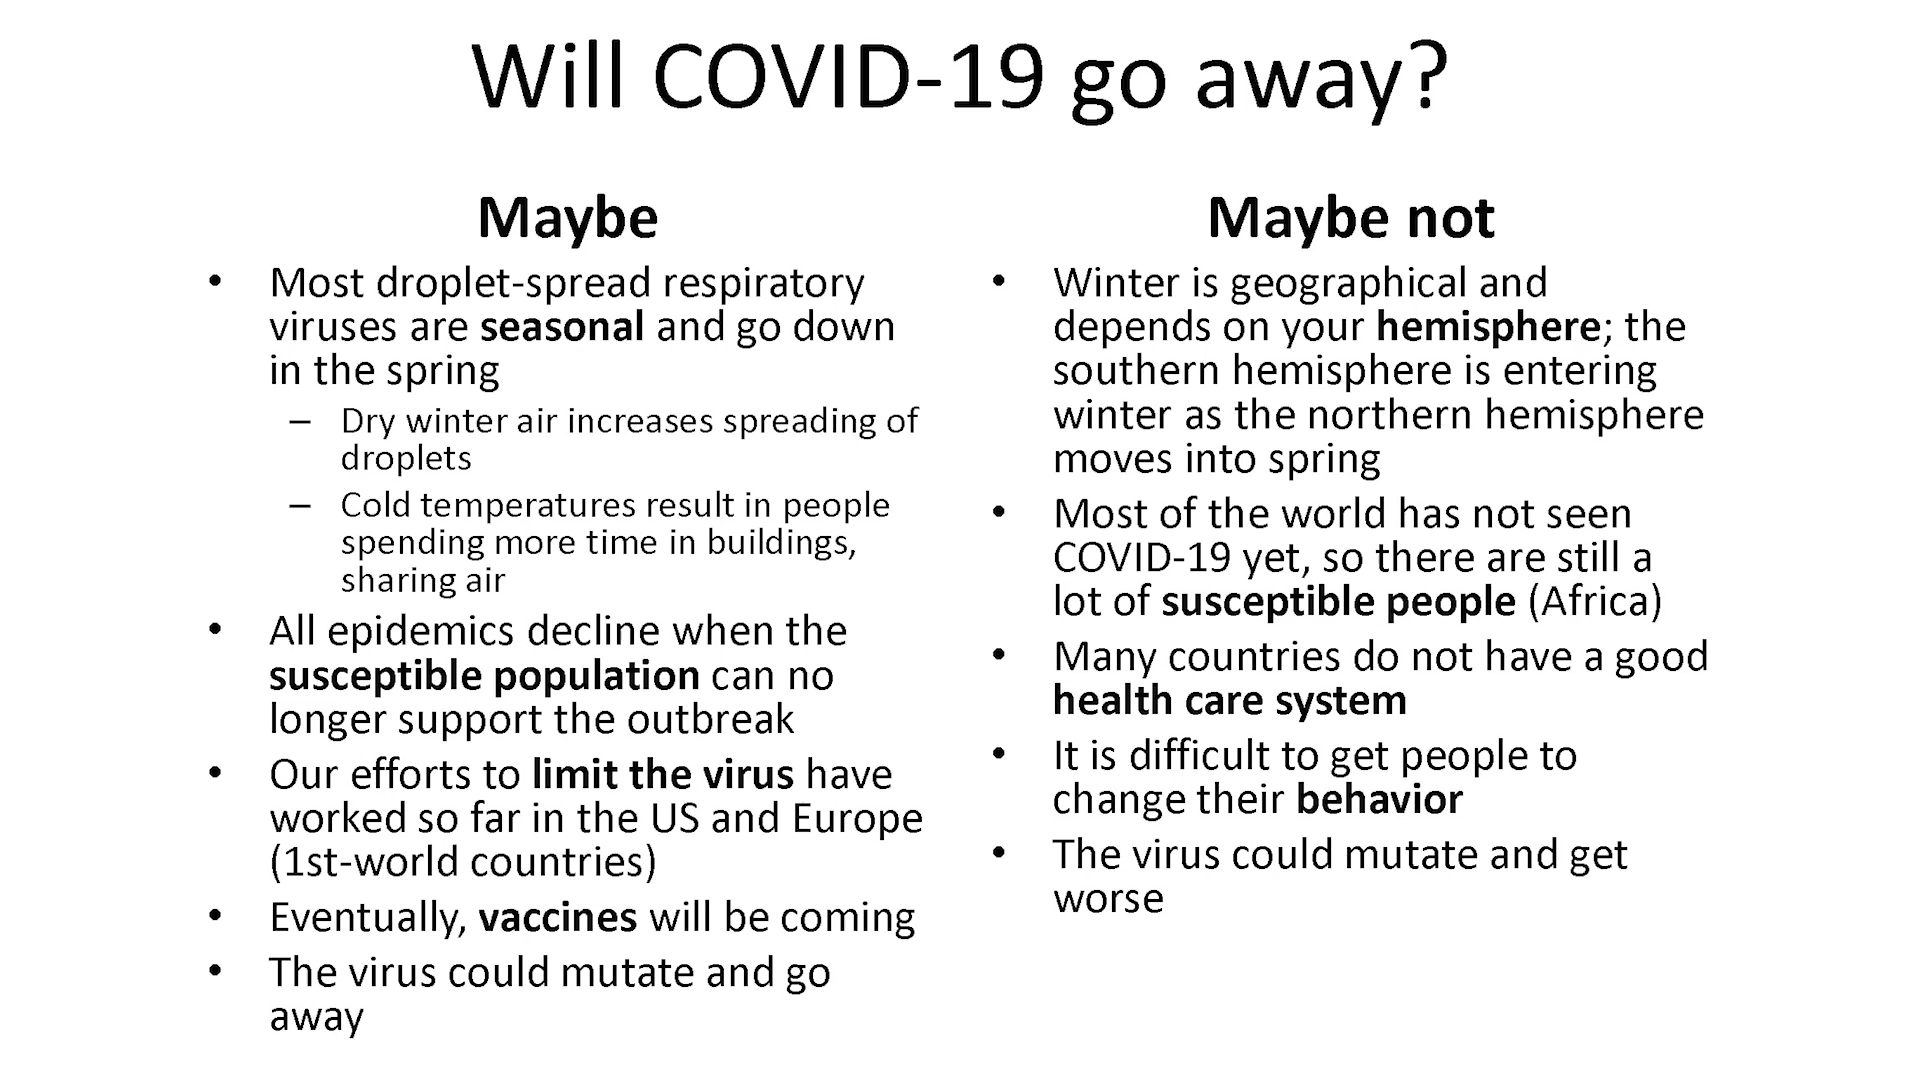 Will COVID-19 go away?
Maybe
• Most droplet-spread respiratory
viruses are seasonal and go down
in the spring
– Dry winter air increases spreading of
droplets
– Cold temperatures result in people
spending more time in buildings,
sharing air
• All epidemics decline when the
susceptible population can no
longer support the outbreak
• Our efforts to limit the virus have
worked so far in the US and Europe
(1st-world countries)
• Eventually, vaccines will be coming
• The virus could mutate and go
away
Maybe not
• Winter is geographical and
depends on your hemisphere; the
southern hemisphere is entering
winter as the northern hemisphere
moves into spring
• Most of the world has not seen
COVID-19 yet, so there are still a
lot of susceptible people (Africa)
• Many countries do not have a good
health care system
• It is difficult to get people to
change their behavior
• The virus could mutate and get
worse